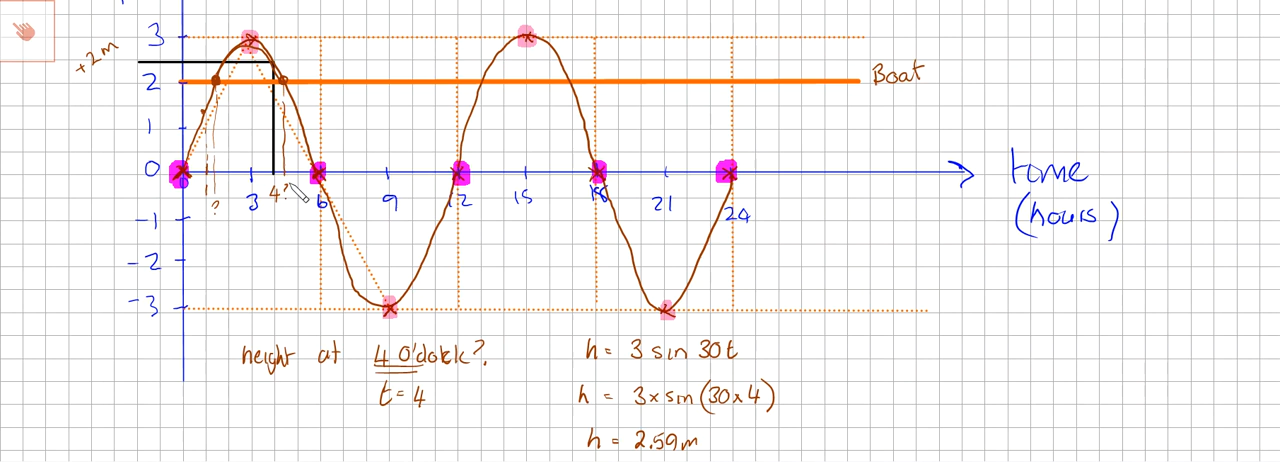 3
+2m
2
Boat
1
0
0 3 4? 6 9 12 15 18 21 24
?
time
(hours)
-1
-2
-3
height at 4 O'clock?
t=4
h = 3 sin 30t
h = 3×sin(30×4)
h = 2.59m